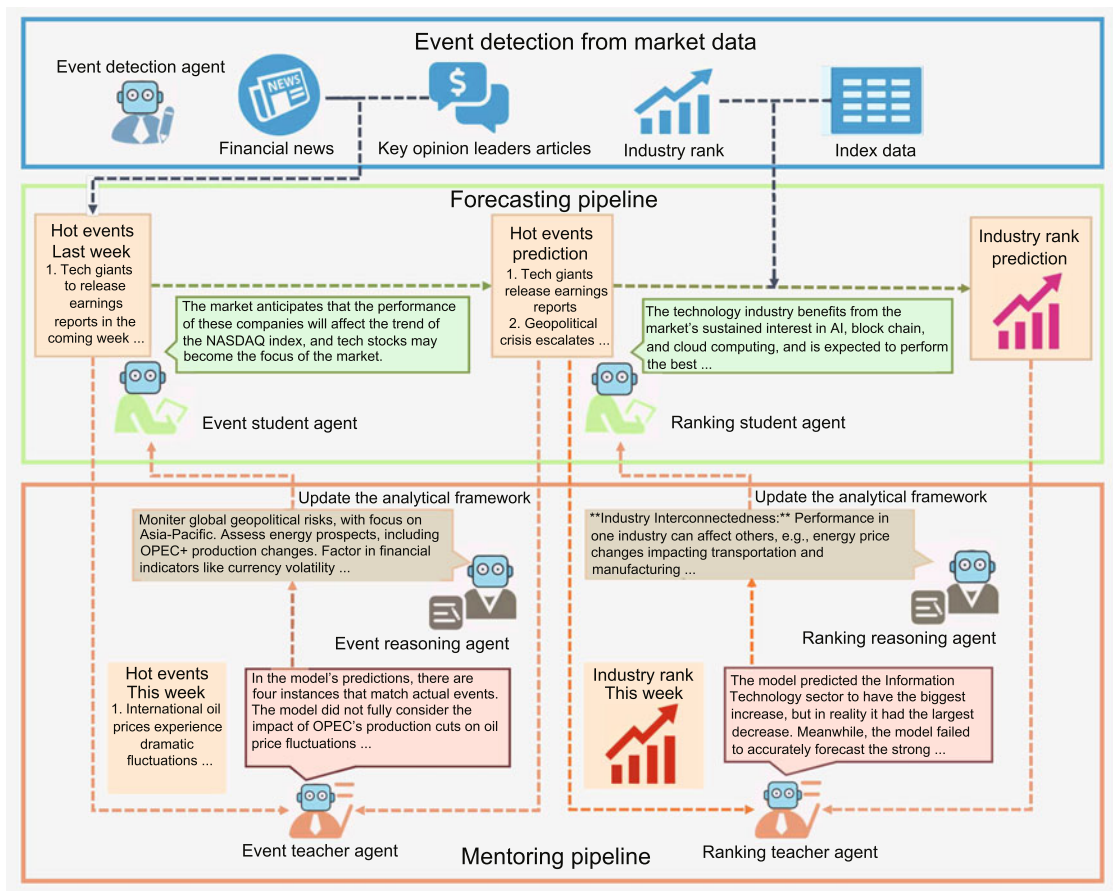 Event detection from market data
Event detection agent
NEWS
$
Financial news
Key opinion leaders articles
Industry rank
Index data
Forecasting pipeline
Hot events
Last week
1. Tech giants
to release
earnings
reports in the
coming week ...
The market anticipates that the performance
of these companies will affect the trend of
the NASDAQ index, and tech stocks may
become the focus of the market.
Event student agent
Hot events
prediction
1. Tech giants
release earnings
reports
2. Geopolitical
crisis escalates ...
The technology industry benefits from the
market's sustained interest in AI, block chain,
and cloud computing, and is expected to perform
the best ...
Ranking student agent
Industry rank
prediction
Update the analytical framework
Moniter global geopolitical risks, with focus on
Asia-Pacific. Assess energy prospects, including
OPEC+ production changes. Factor in financial
indicators like currency volatility ...
Event reasoning agent
Update the analytical framework
**Industry Interconnectedness:** Performance in
one industry can affect others, e.g., energy price
changes impacting transportation and
manufacturing ...
Ranking reasoning agent
Hot events
This week
1. International oil
prices experience
dramatic
fluctuations ...
In the model's predictions, there are
four instances that match actual events.
The model did not fully consider the
impact of OPEC's production cuts on oil
price fluctuations ...
Event teacher agent
Industry rank
This week
The model predicted the Information
Technology sector to have the biggest
increase, but in reality it had the largest
decrease. Meanwhile, the model failed
to accurately forecast the strong ...
Ranking teacher agent
Mentoring pipeline